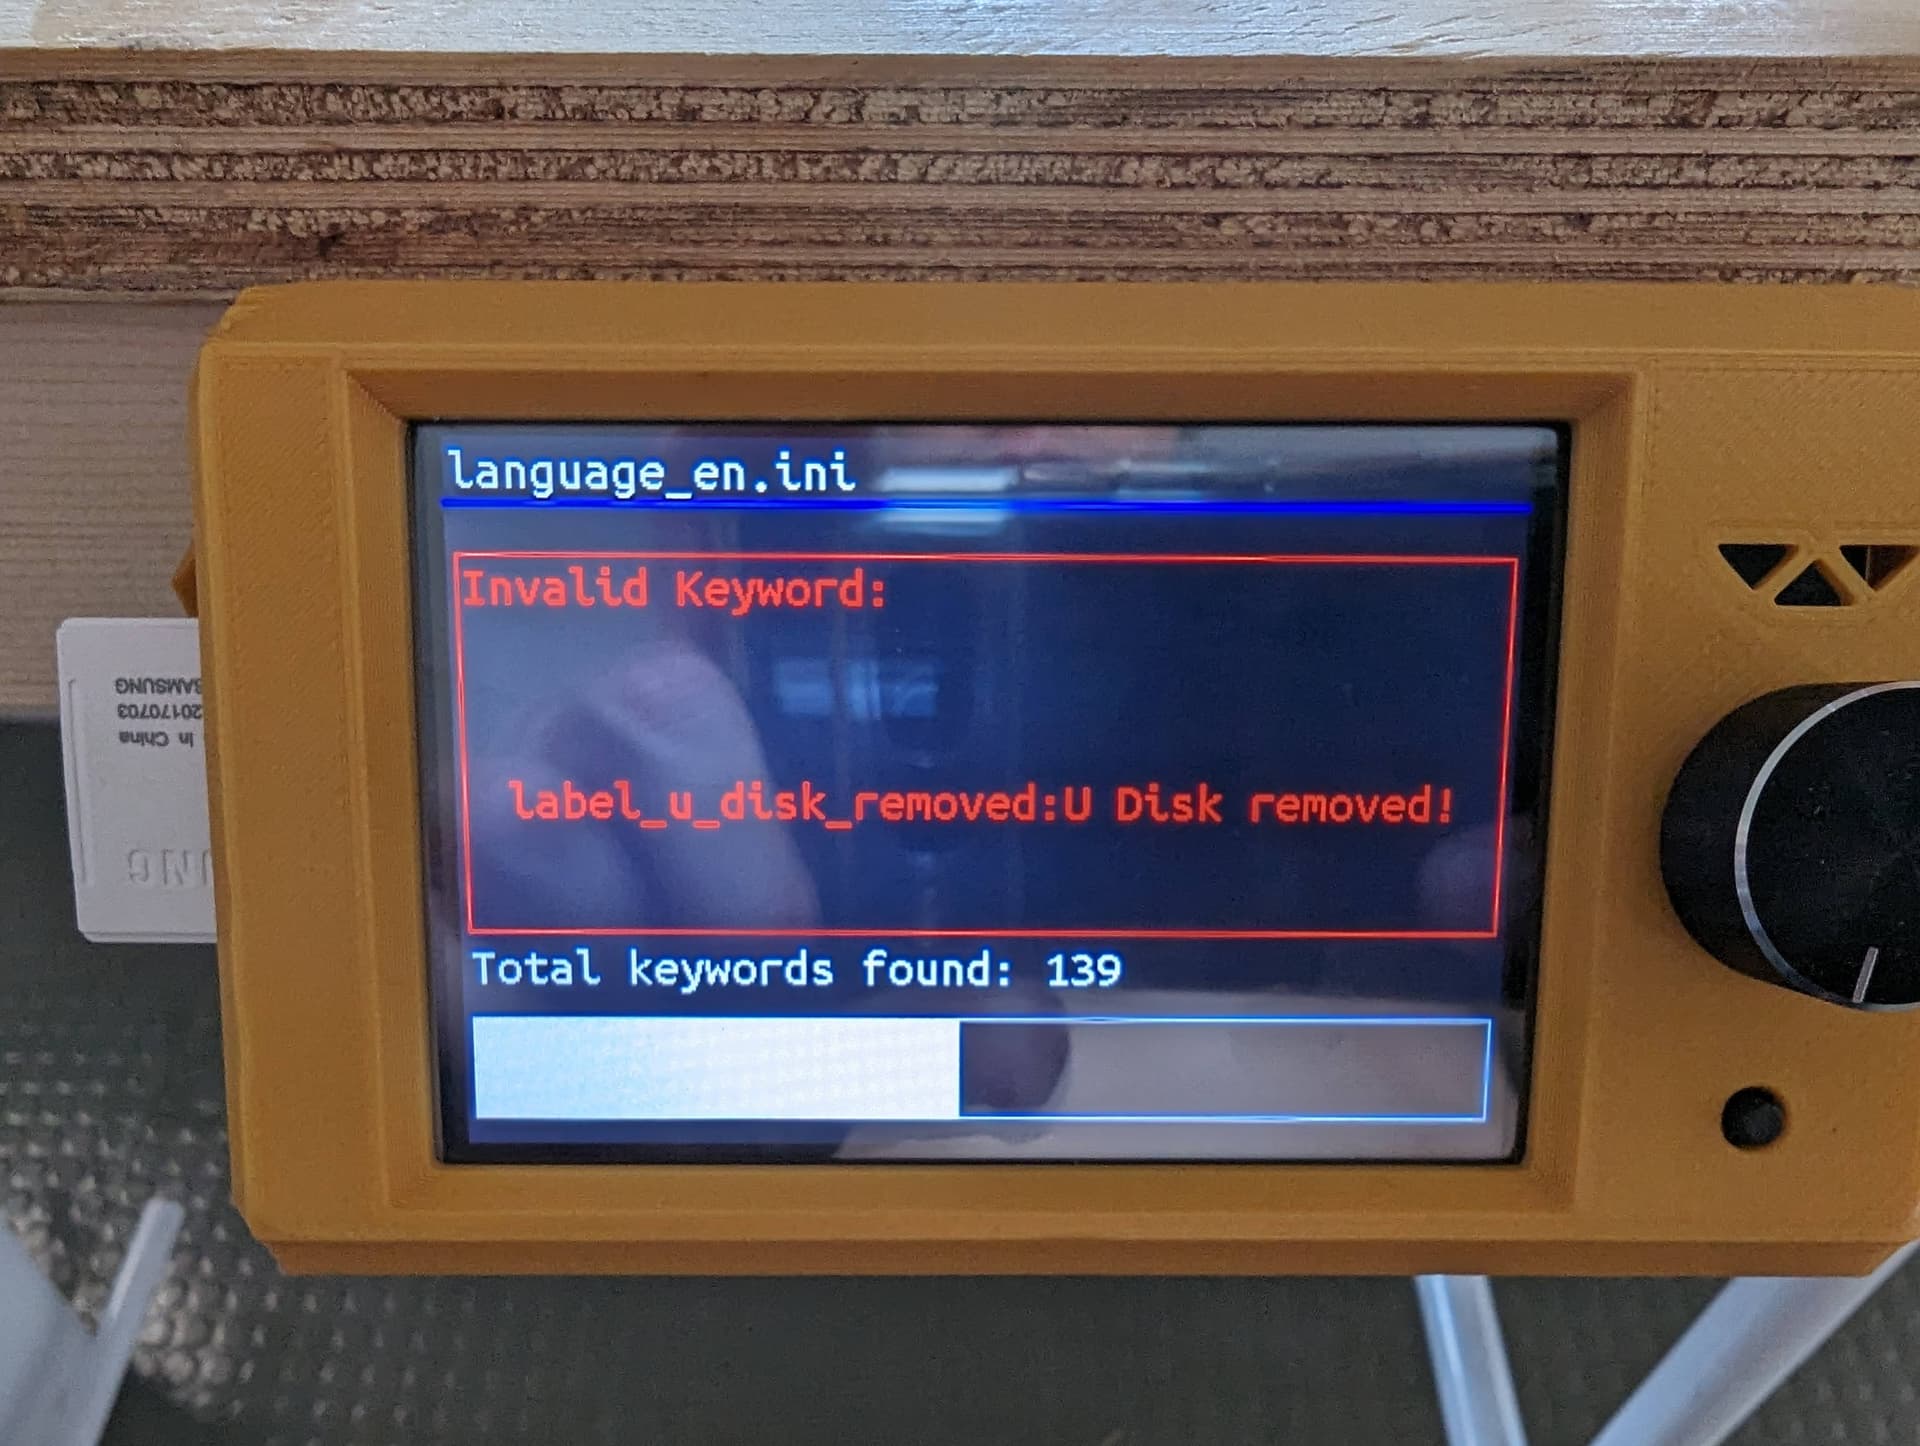 language_en.ini
Invalid Keyword:
label_u_disk_removed:U Disk removed!
Total keywords found: 139
SAMSUNG
20170703
in China